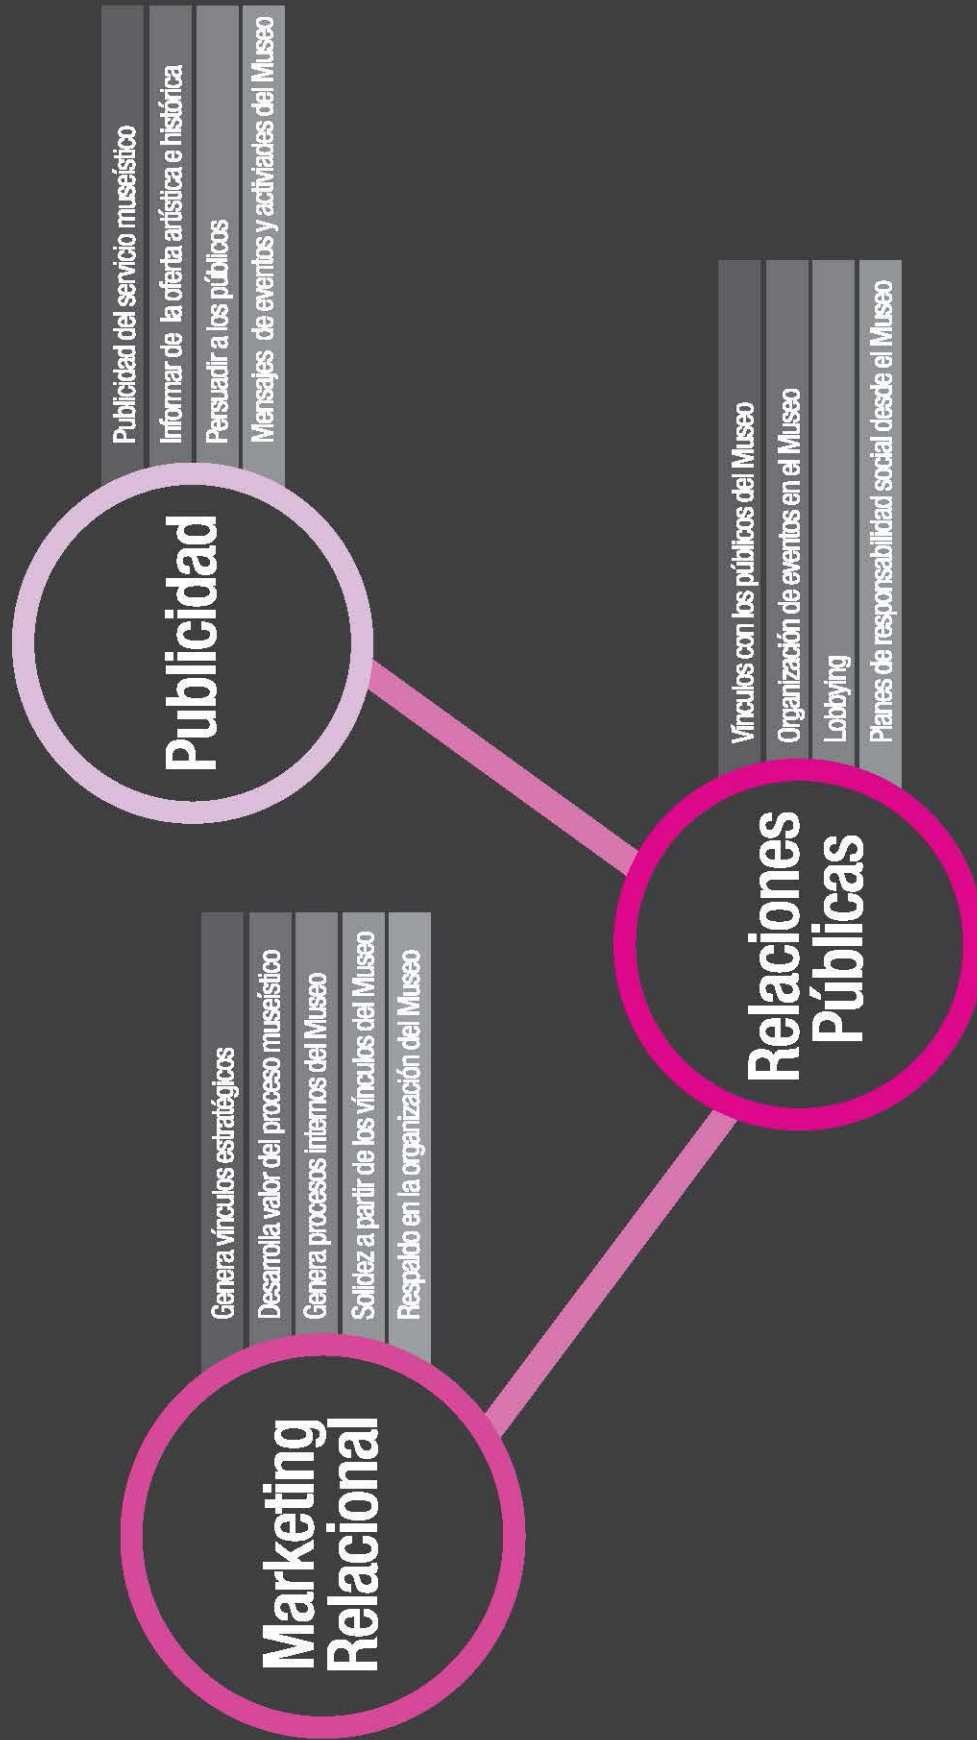 Marketing
Relacional
Genera vínculos estratégicos
Desarrolla valor del proceso museístico
Genera procesos internos del Museo
Solidez a partir de los vínculos del Museo
Respaldo en la organización del Museo
Relaciones
Públicas
Vínculos con los públicos del Museo
Organización de eventos en el Museo
Lobbying
Planes de responsabilidad social desde el Museo
Publicidad
Publicidad del servicio museístico
Informar de la oferta artística e histórica
Persuadir a los públicos
Mensajes de eventos y activiades del Museo